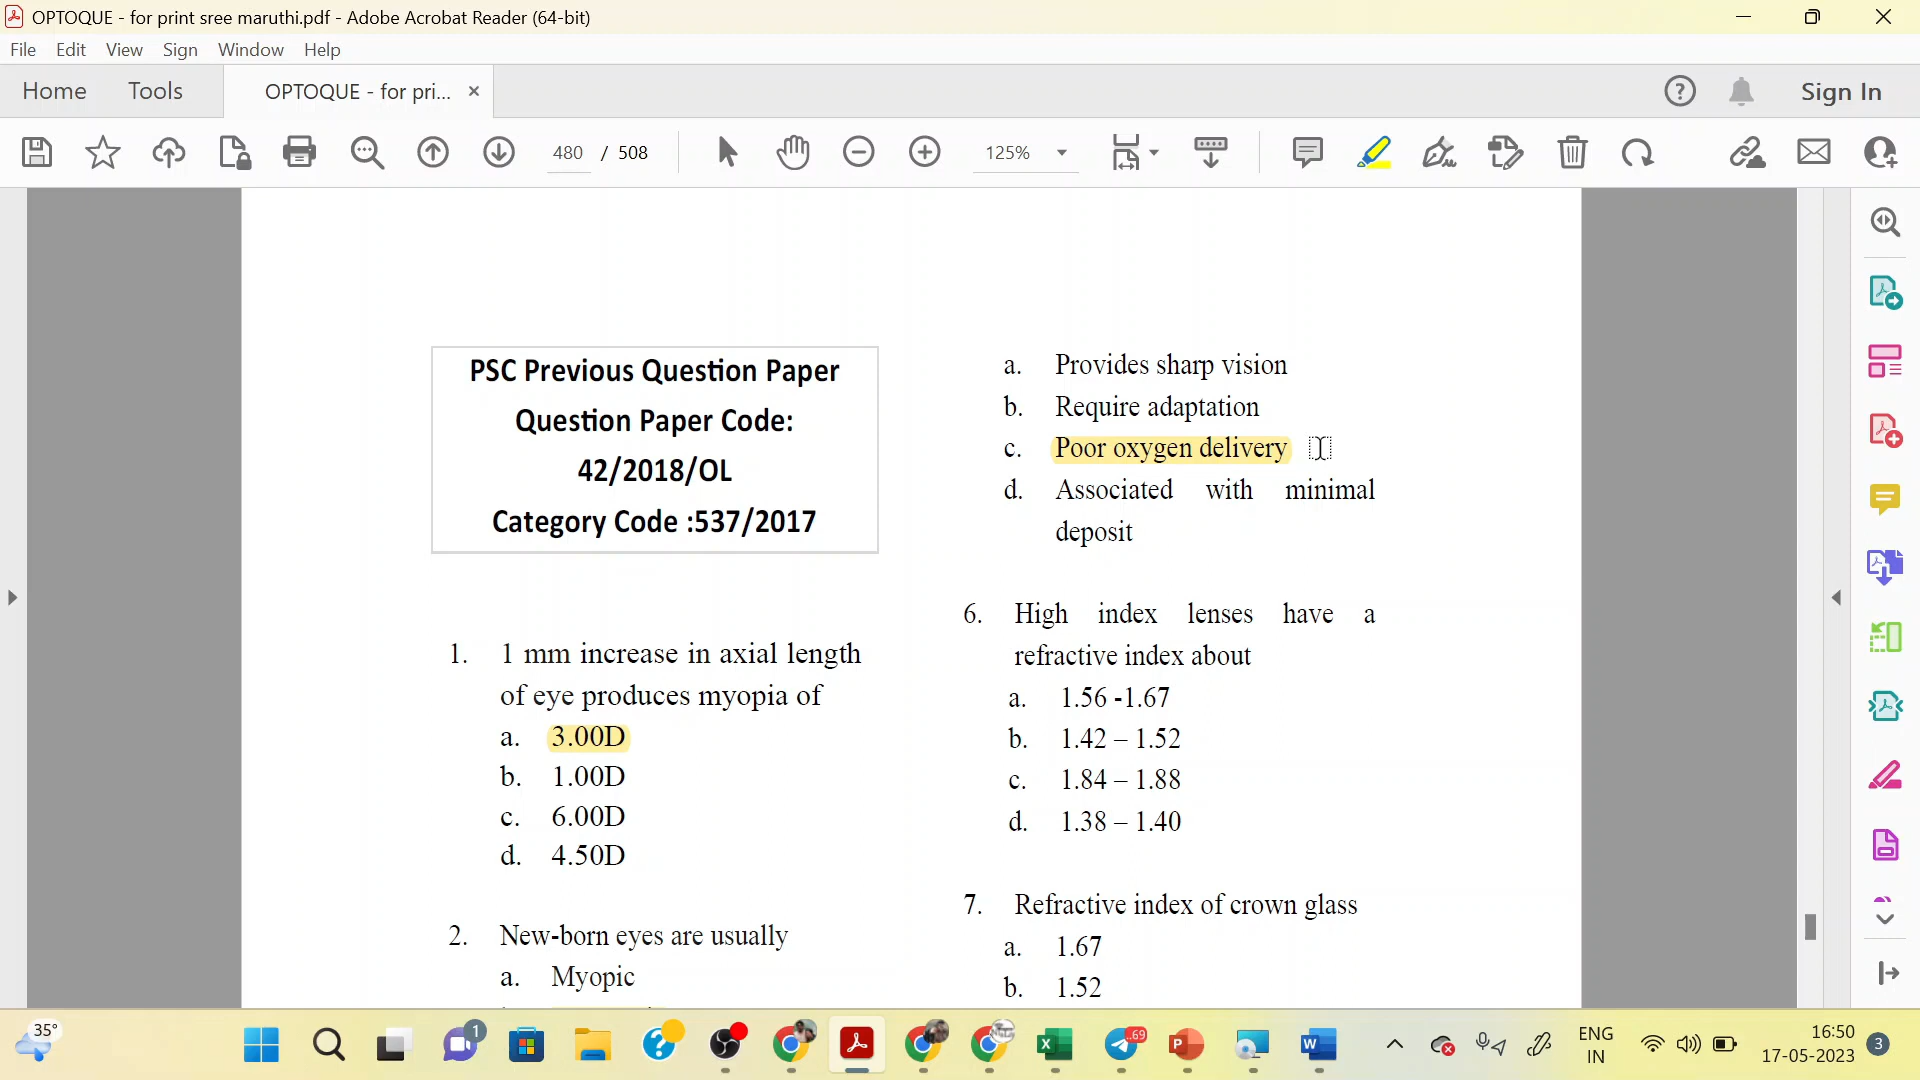 OPTOQUE - for print sree maruthi.pdf - Adobe Acrobat Reader (64-bit)
File Edit View Sign Window Help
Home Tools OPTOQUE - for pri... × Sign In
480 / 508 125%
PSC Previous Question Paper
Question Paper Code:
42/2018/OL
Category Code :537/2017
1. 1 mm increase in axial length
of eye produces myopia of
a. 3.00D
b. 1.00D
c. 6.00D
d. 4.50D
2. New-born eyes are usually
a. Myopic
a. Provides sharp vision
b. Require adaptation
c. Poor oxygen delivery
d. Associated with minimal
deposit
6. High index lenses have a
refractive index about
a. 1.56 -1.67
b. 1.42 – 1.52
c. 1.84 – 1.88
d. 1.38 – 1.40
7. Refractive index of crown glass
a. 1.67
b. 1.52
35°
1
69
ENG
IN
16:50
17-05-2023
3